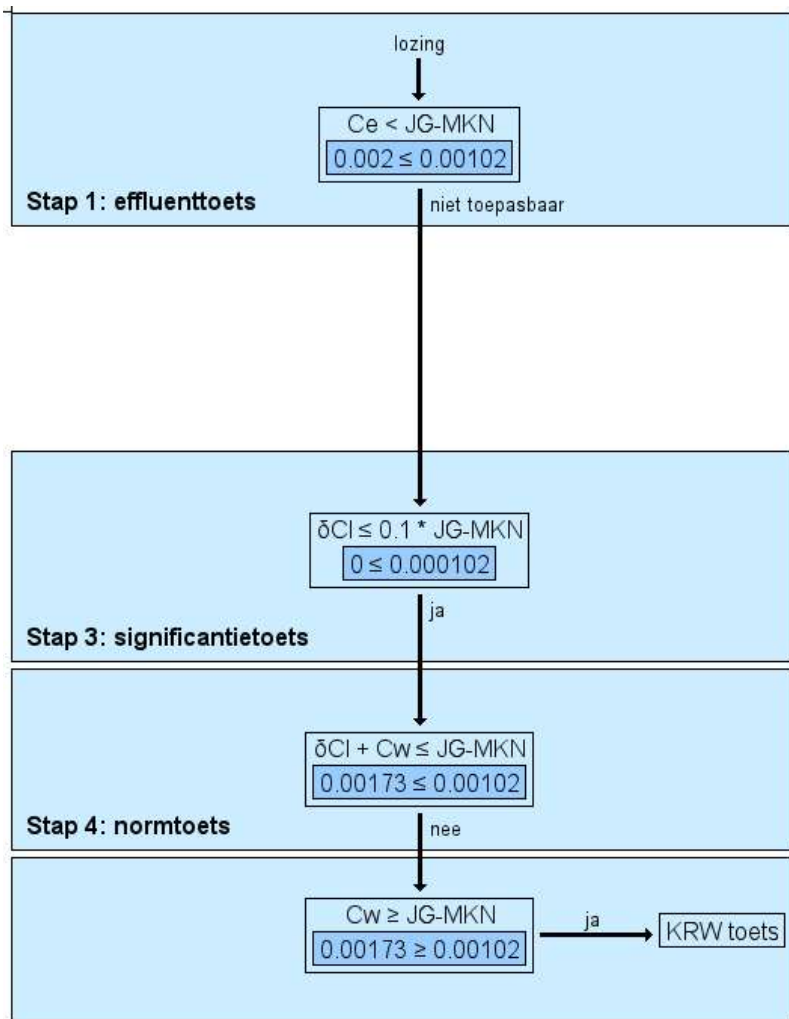 lozing
Ce < JG-MKN
0.002 ≤ 0.00102
Stap 1: effluenttoets
niet toepasbaar
δCl ≤ 0.1 * JG-MKN
0 ≤ 0.000102
ja
Stap 3: significantietoets
δCl + Cw ≤ JG-MKN
0.00173 ≤ 0.00102
Stap 4: normtoets
nee
Cw ≥ JG-MKN
0.00173 ≥ 0.00102
ja
KRW toets